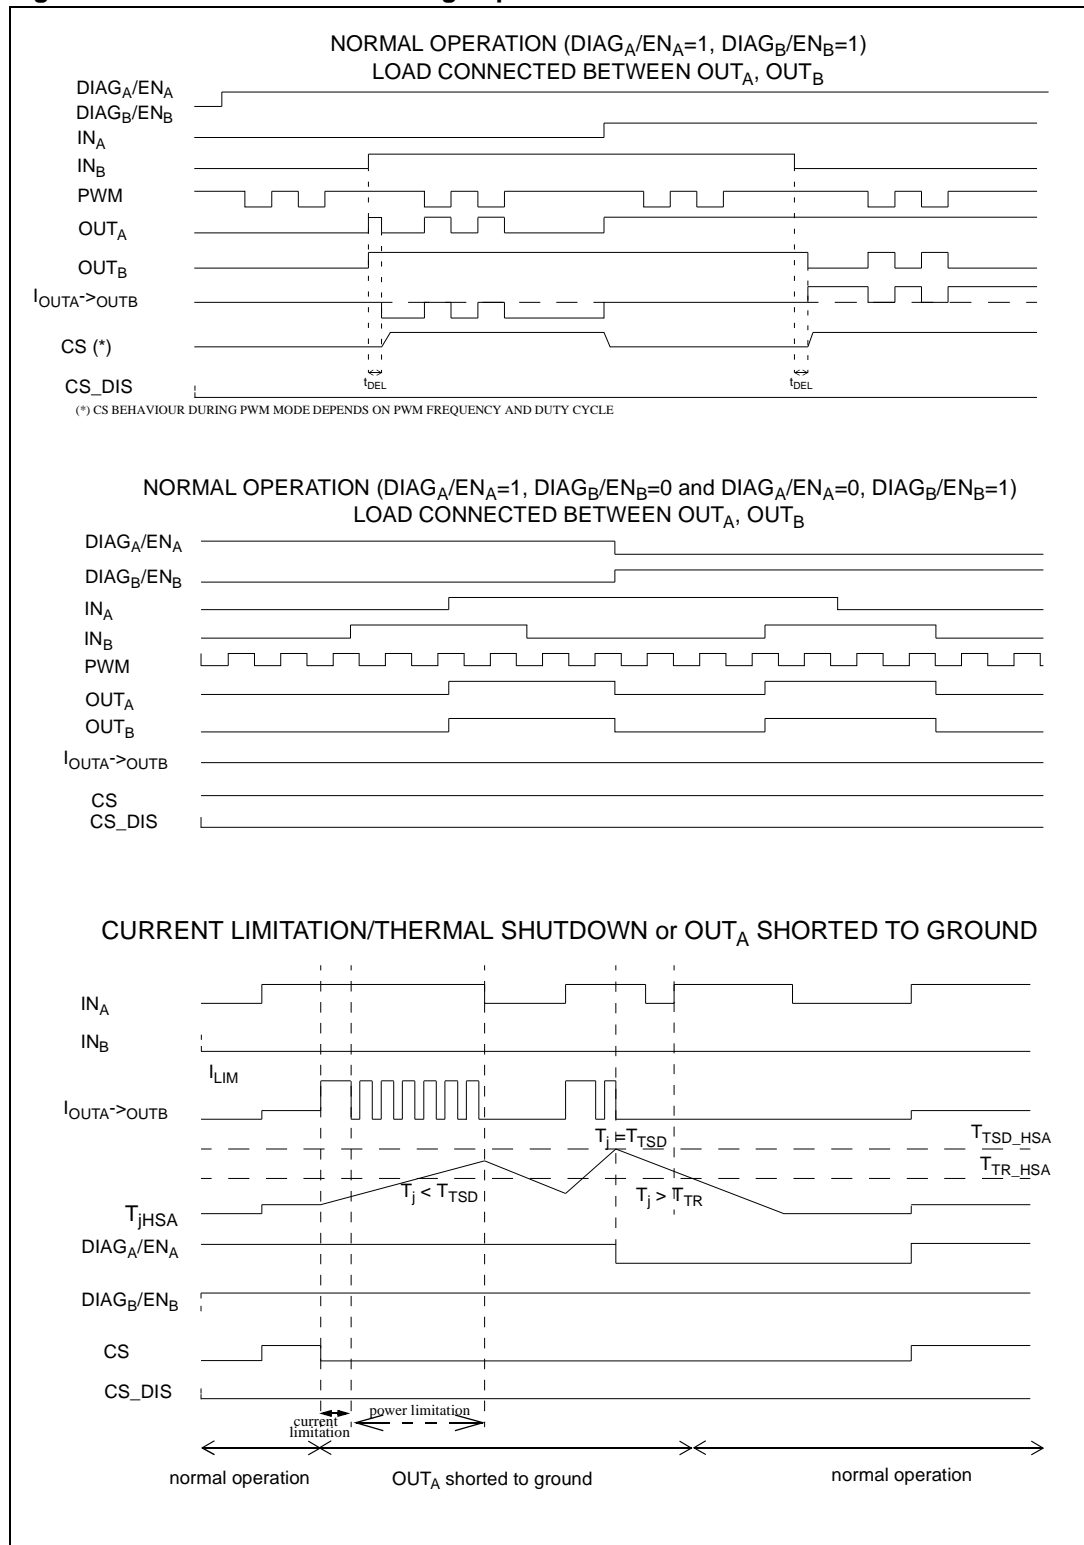 NORMAL OPERATION (DIAGA/ENA=1, DIAGB/ENB=1)
LOAD CONNECTED BETWEEN OUTA, OUTB
DIAGA/ENA
DIAGB/ENB
INA
INB
PWM
OUTA
OUTB
IOUTA->OUTB
CS (*)
tDEL
tDEL
CS_DIS
(*) CS BEHAVIOUR DURING PWM MODE DEPENDS ON PWM FREQUENCY AND DUTY CYCLE
NORMAL OPERATION (DIAGA/ENA=1, DIAGB/ENB=0 and DIAGA/ENA=0, DIAGB/ENB=1)
LOAD CONNECTED BETWEEN OUTA, OUTB
DIAGA/ENA
DIAGB/ENB
INA
INB
PWM
OUTA
OUTB
IOUTA->OUTB
CS
CS_DIS
CURRENT LIMITATION/THERMAL SHUTDOWN or OUTA SHORTED TO GROUND
INA
INB
ILIM
IOUTA->OUTB
Tj =TTSD
TTSD_HSA
TTR_HSA
Tj < TTSD
Tj > TTR
TjHSA
DIAGA/ENA
DIAGB/ENB
CS
CS_DIS
current
limitation
power limitation
normal operation
OUTA shorted to ground
normal operation